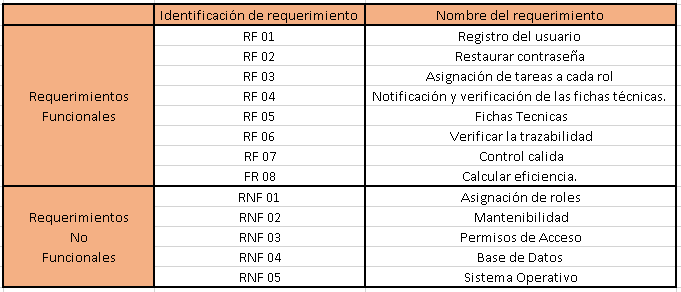 Identificación de requerimiento Nombre del requerimiento
Requerimientos Funcionales
RF 01 Registro del usuario
RF 02 Restaurar contraseña
RF 03 Asignación de tareas a cada rol
RF 04 Notificación y verificación de las fichas técnicas.
RF 05 Fichas Tecnicas
RF 06 Verificar la trazabilidad
RF 07 Control calida
FR 08 Calcular eficiencia.
Requerimientos No Funcionales
RNF 01 Asignación de roles
RNF 02 Mantenibilidad
RNF 03 Permisos de Acceso
RNF 04 Base de Datos
RNF 05 Sistema Operativo